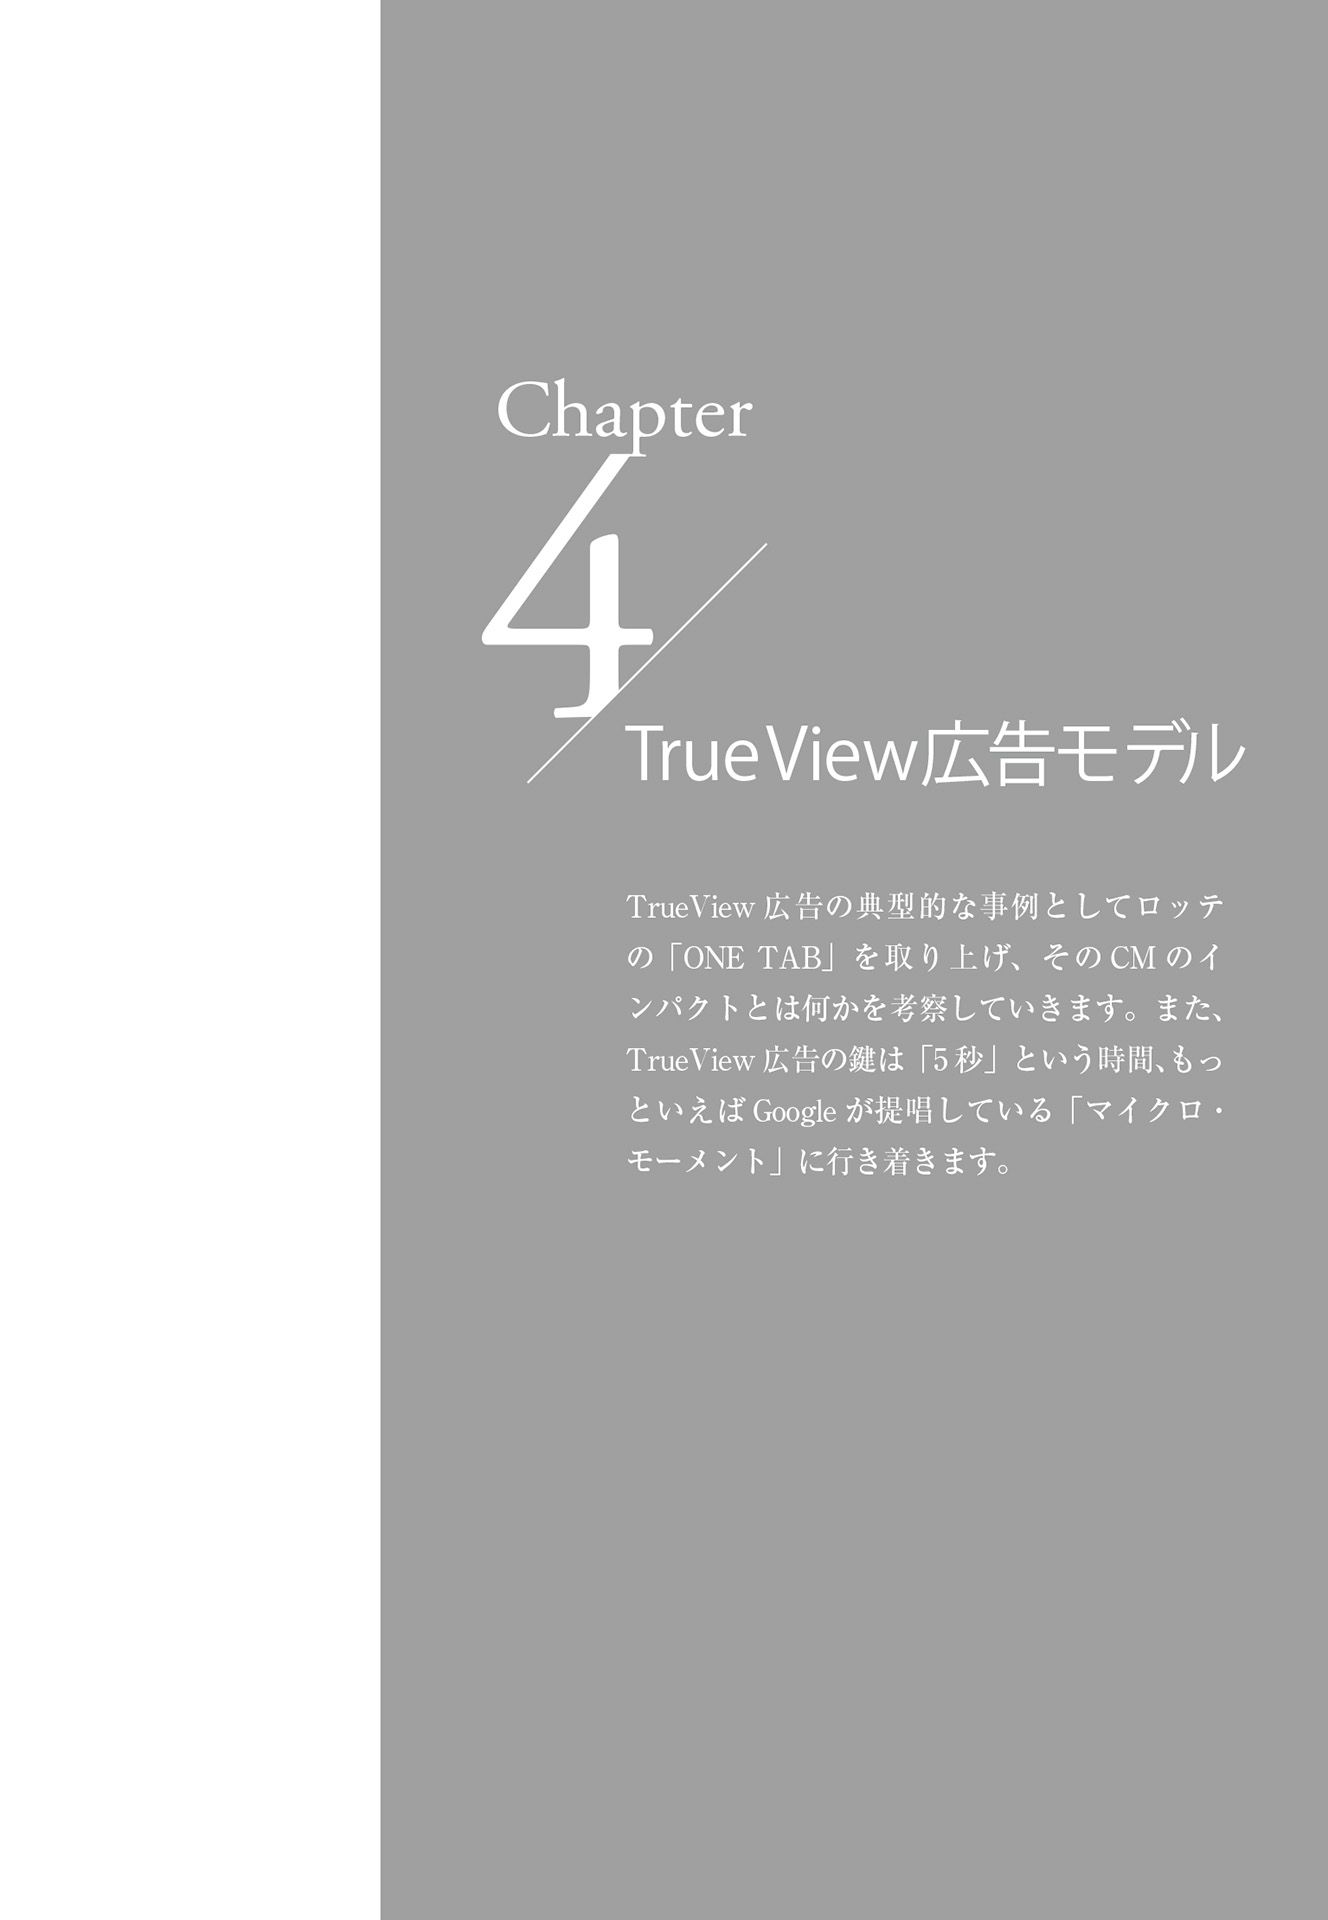 Chapter
4
TrueView広告モデル
TrueView 広告の典型的な事例としてロッテ
の「ONE TAB」を取り上げ、そのCMのイ
ンパクトとは何かを考察していきます。また、
TrueView 広告の鍵は「5秒」という時間、もっ
といえば Google が提唱している「マイクロ・
モーメント」に行き着きます。